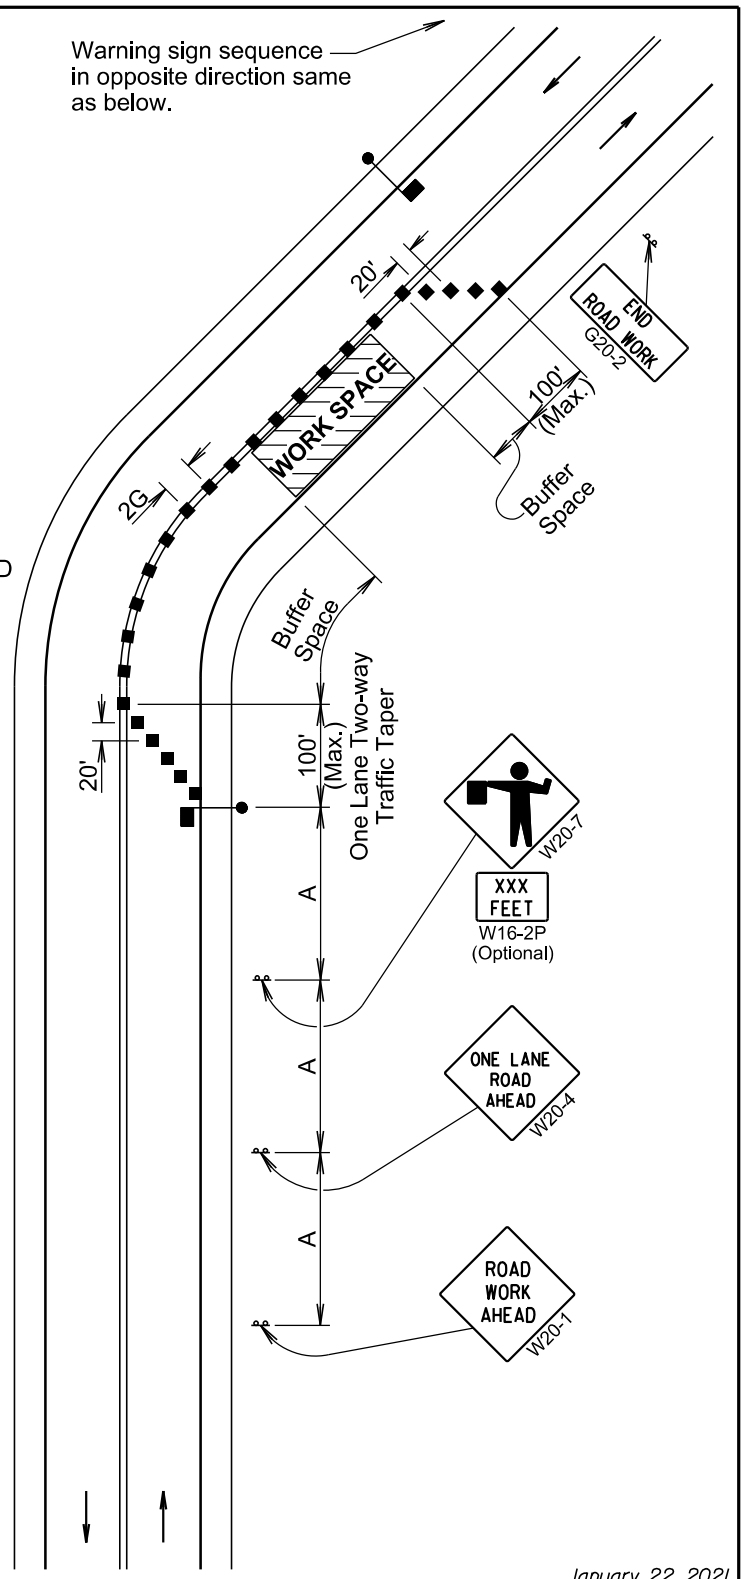 Warning sign sequence
in opposite direction same
as below.
20'
END
ROAD WORK
G20-2
WORK SPACE
100'
(Max.)
Buffer
Space
2G
D
Buffer
Space
100'
(Max.)
One Lane Two-way
Traffic Taper
20'
W20-7
XXX
FEET
W16-2P
(Optional)
A
ONE LANE
ROAD
AHEAD
W20-4
A
ROAD
WORK
AHEAD
W20-1
A
January 22, 2021